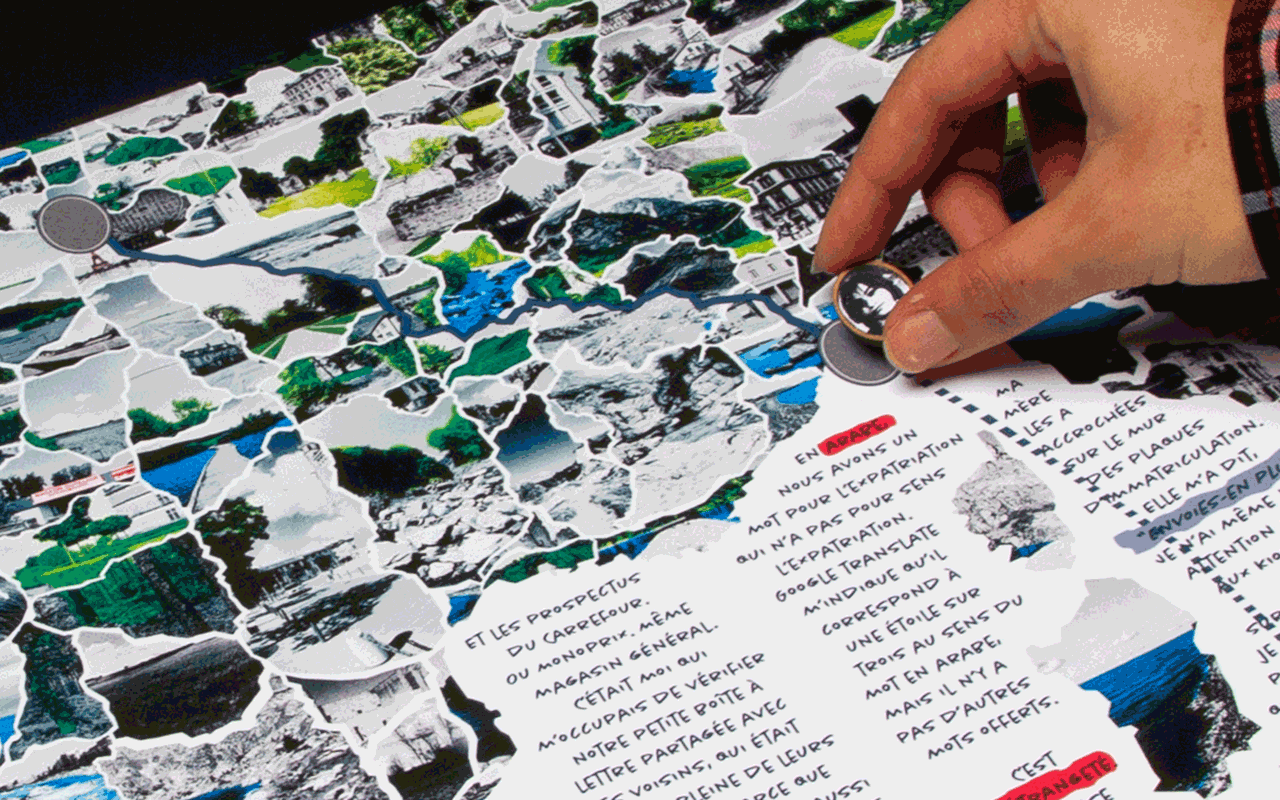 ET LES PROSPECTUS
DU CARREFOUR.
OU MONOPRIX. MÊME
MAGASIN GÉNÉRAL.
C'ÉTAIT MOI QUI
M'OCCUPAIS DE VÉRIFIER
NOTRE PETITE BOÎTE À
LETTRE PARTAGÉE AVEC
VOISINS, QUI ÉTAIT
PLEINE DE LEURS
QUE
AUSSI
EN ARABE,
NOUS AVONS UN
MOT POUR L'EXPATRIATION
QUI N'A PAS POUR SENS
L'EXPATRIATION.
GOOGLE TRANSLATE
M'INDIQUE QU'IL
CORRESPOND À
UNE ÉTOILE SUR
TROIS AU SENS DU
MOT EN ARABE,
MAIS IL N'Y A
PAS D'AUTRES
MOTS OFFERTS.
C'EST
MA
MÈRE
LES A
ACCROCHÉES
SUR LE MUR
DES PLAQUES
D'IMMATRICULATION.
ELLE M'A DIT,
"ENVOIES-EN
JE N'AI MÊME
ATTENTION
AUX
JE